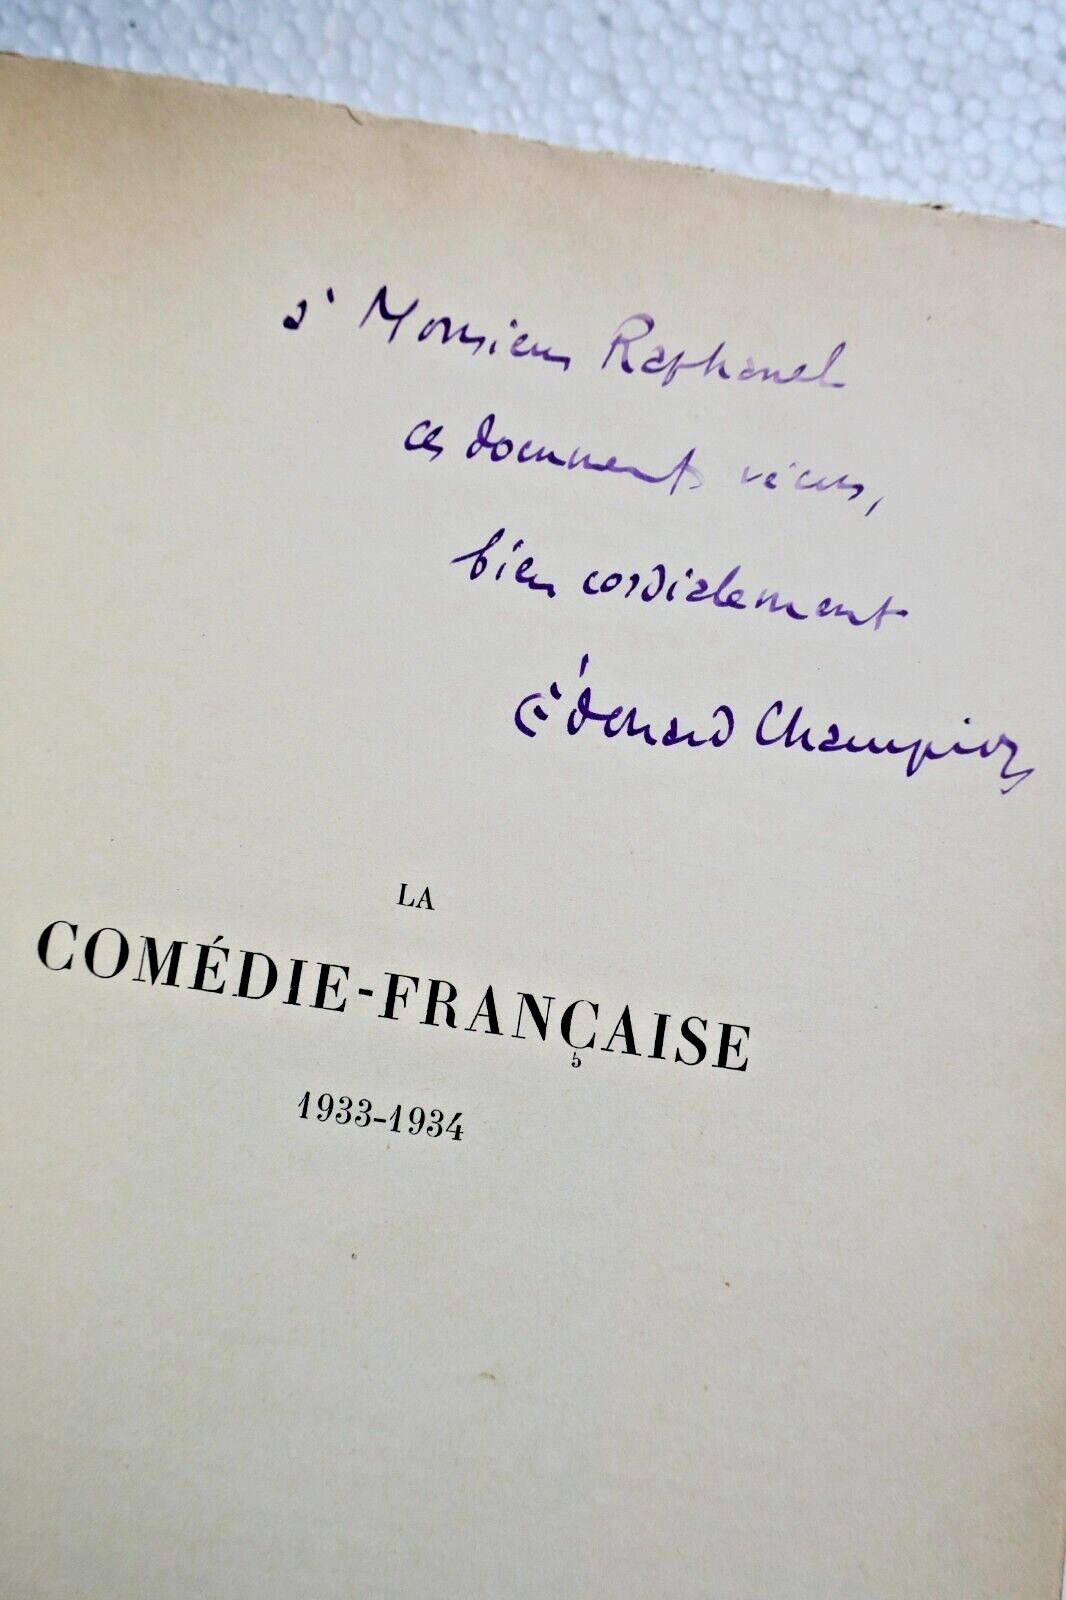 à Monsieur Raphanel
ces documents vécus,
bien cordialement
Édouard Champion
LA
COMÉDIE-FRANÇAISE
1933-1934